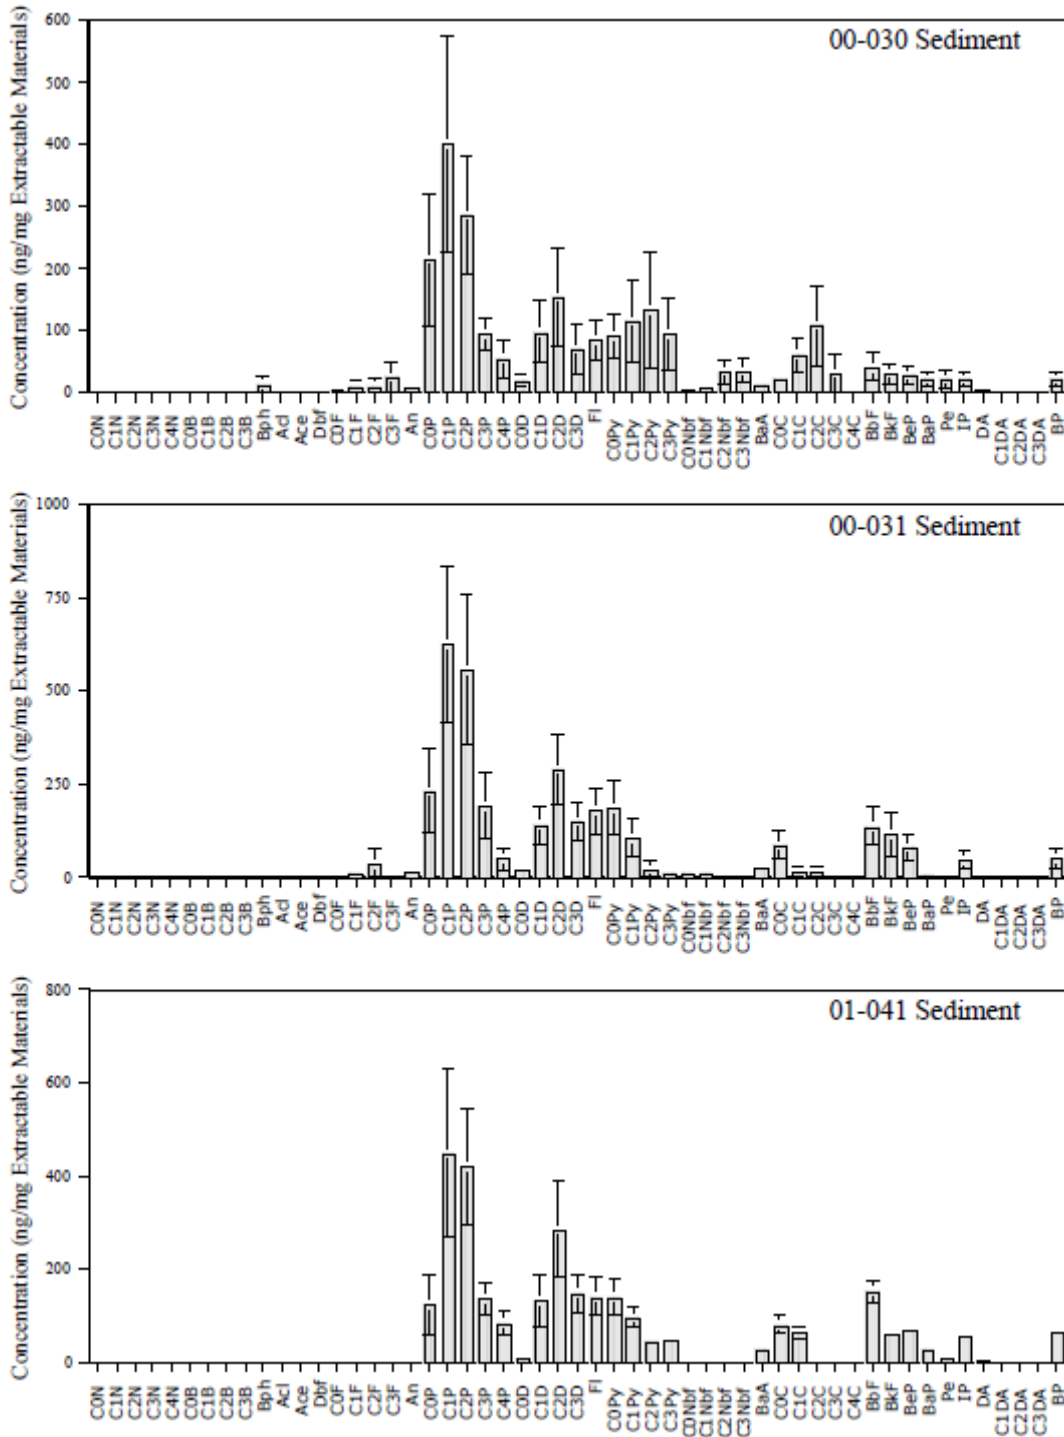 Concentration (ng/mg Extractable Materials)
600
500
400
300
200
100
0
00-030 Sediment
C0N C1N C2N C3N C4N C0B C1B C2B C3B Bph Acl Ace Dbf C0F C1F C2F C3F An C0P C1P C2P C3P C4P C0D C1D C2D C3D Fl C0Py C1Py C2Py C3Py C0Nbf C1Nbf C2Nbf C3Nbf BaA C0C C1C C2C C3C C4C BbF BkF BeP BaP Pe IP DA C1DA C2DA C3DA BP
Concentration (ng/mg Extractable Materials)
1000
750
500
250
0
00-031 Sediment
C0N C1N C2N C3N C4N C0B C1B C2B C3B Bph Acl Ace Dbf C0F C1F C2F C3F An C0P C1P C2P C3P C4P C0D C1D C2D C3D Fl C0Py C1Py C2Py C3Py C0Nbf C1Nbf C2Nbf C3Nbf BaA C0C C1C C2C C3C C4C BbF BkF BeP BaP Pe IP DA C1DA C2DA C3DA BP
Concentration (ng/mg Extractable Materials)
800
600
400
200
0
01-041 Sediment
C0N C1N C2N C3N C4N C0B C1B C2B C3B Bph Acl Ace Dbf C0F C1F C2F C3F An C0P C1P C2P C3P C4P C0D C1D C2D C3D Fl C0Py C1Py C2Py C3Py C0Nbf C1Nbf C2Nbf C3Nbf BaA C0C C1C C2C C3C C4C BbF BkF BeP BaP Pe IP DA C1DA C2DA C3DA BP